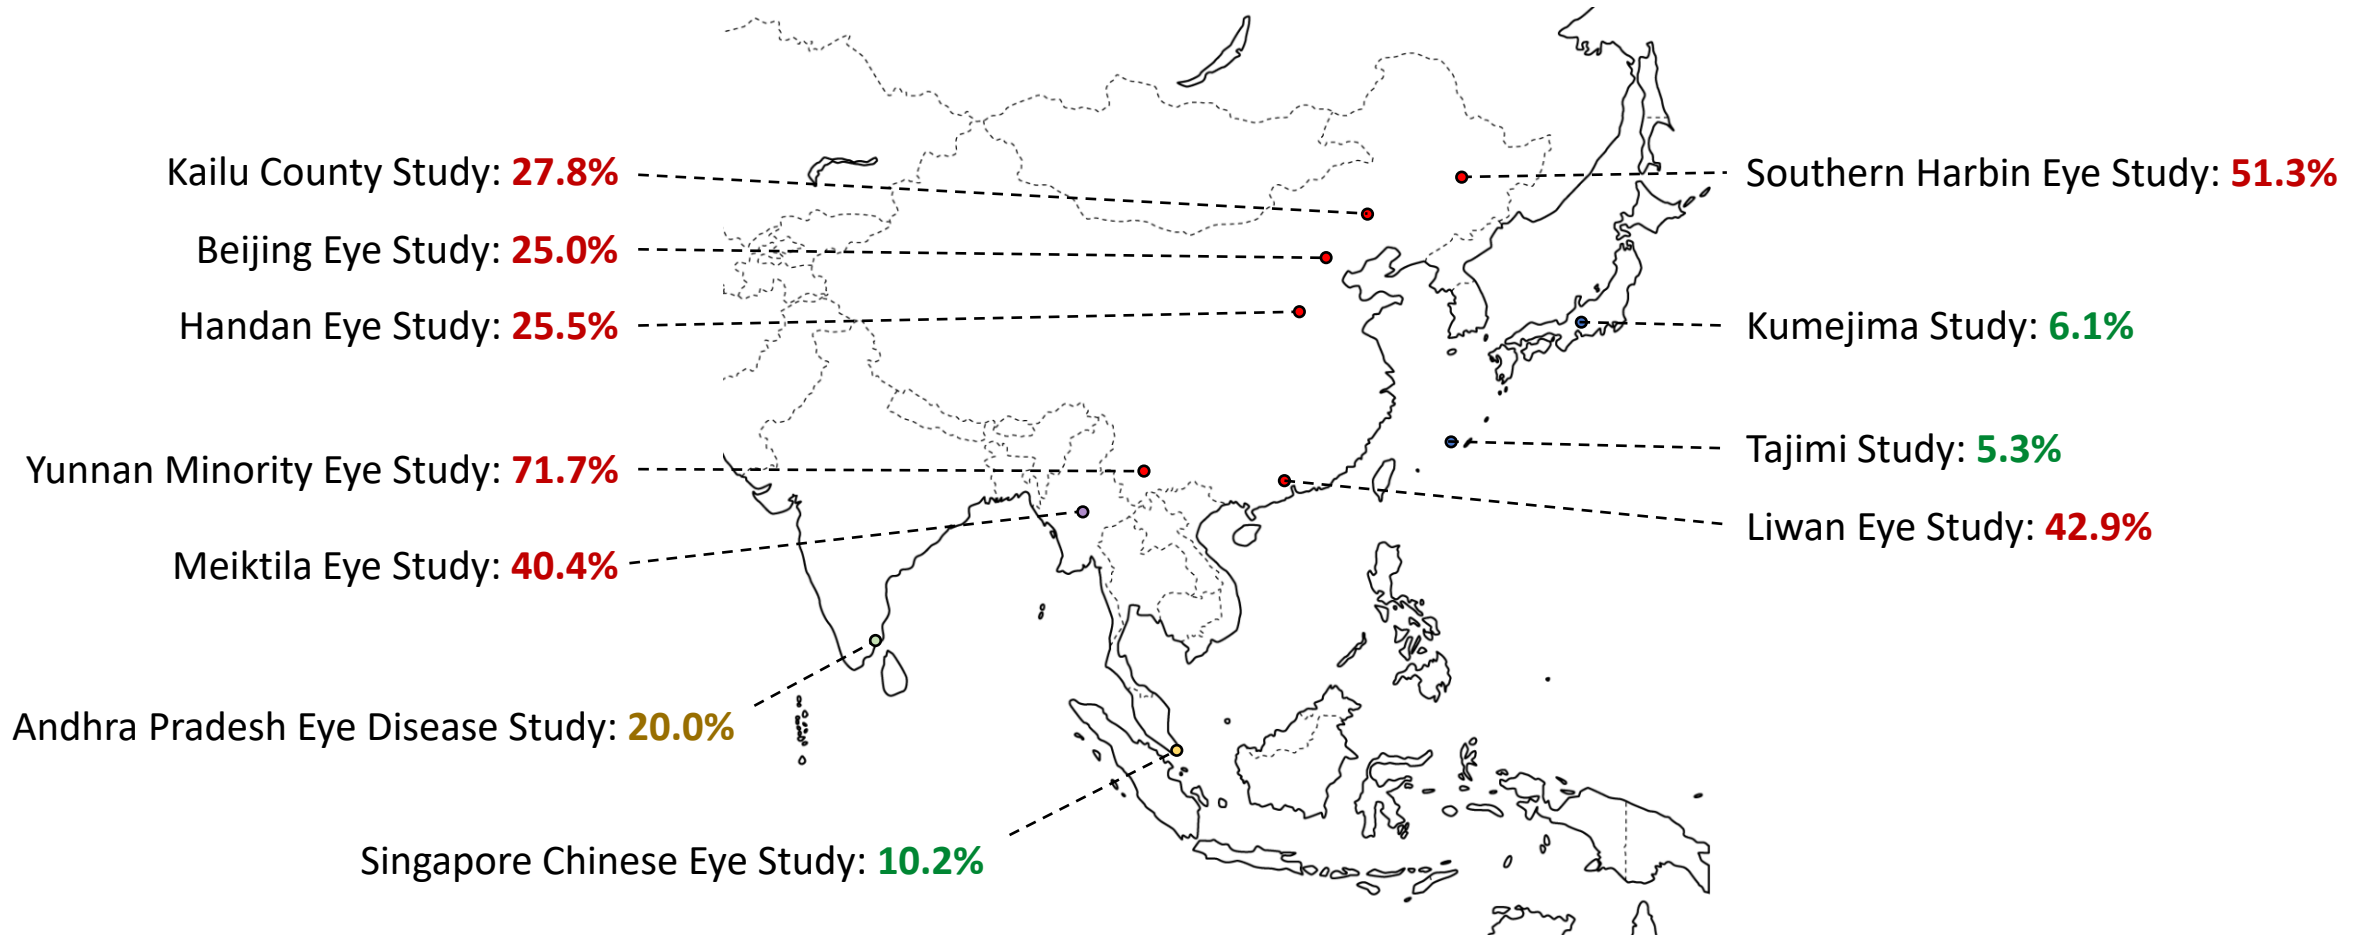 Kailu County Study: 27.8%
Beijing Eye Study: 25.0%
Handan Eye Study: 25.5%
Yunnan Minority Eye Study: 71.7%
Meiktila Eye Study: 40.4%
Andhra Pradesh Eye Disease Study: 20.0%
Singapore Chinese Eye Study: 10.2%
Southern Harbin Eye Study: 51.3%
Kumejima Study: 6.1%
Tajimi Study: 5.3%
Liwan Eye Study: 42.9%